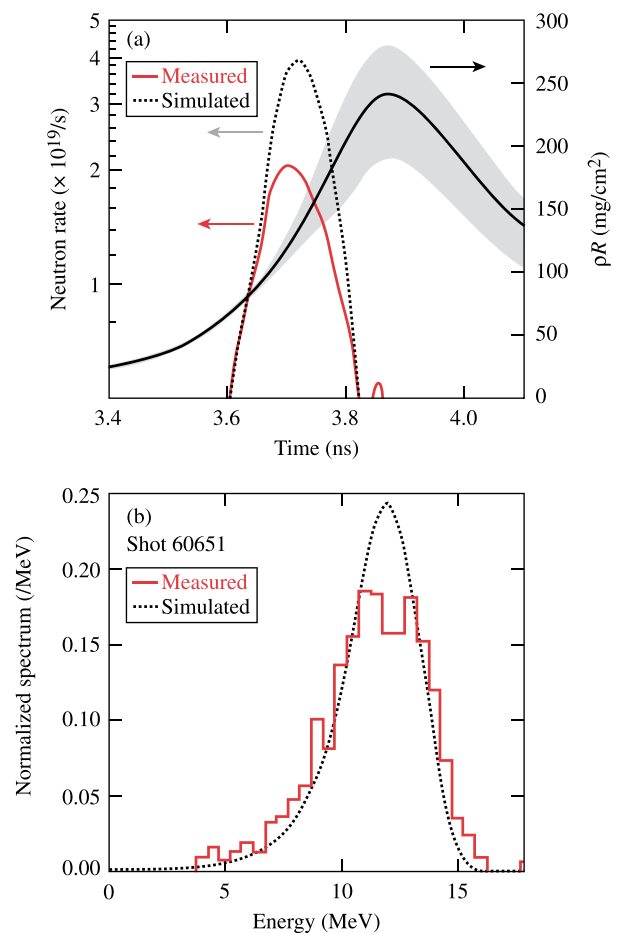 (a)
Measured
Simulated
Neutron rate (× 10¹⁹/s)
5
4
3
2
1
ρR (mg/cm²)
300
250
200
150
100
50
0
3.4
3.6
3.8
4.0
Time (ns)
(b)
Shot 60651
Measured
Simulated
Normalized spectrum (/MeV)
0.25
0.20
0.15
0.10
0.05
0.00
0
5
10
15
Energy (MeV)